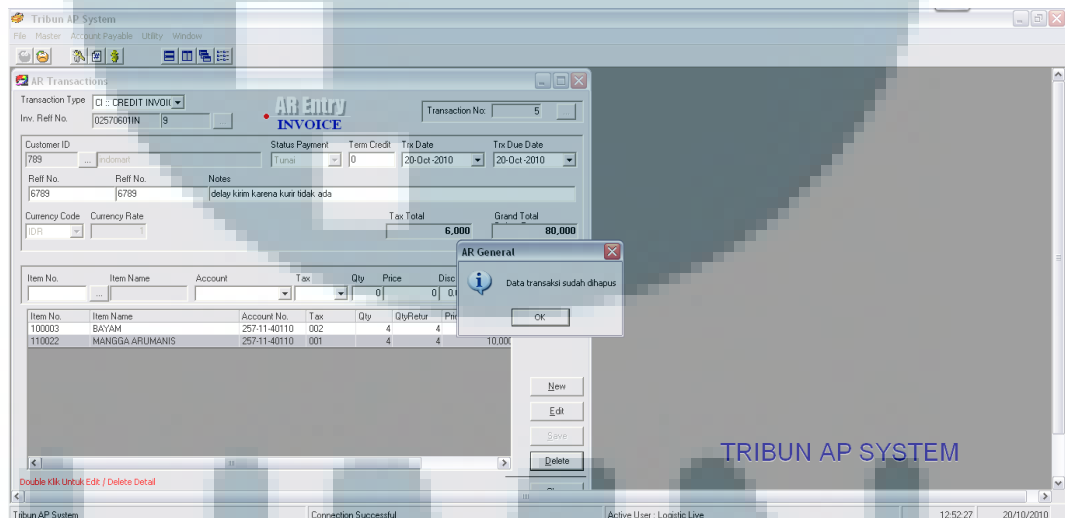 Tribun AP System
File Master Account Payable Utility Window
AR Transactions
Transaction Type CI :: CREDIT INVOI
AR Entry
INVOICE
Transaction No: 5
Inv. Reff No. 02570601IN 9
Customer ID Status Payment Term Credit Trx Date Trx Due Date
789 ... indomart Tunai 0 20-Oct-2010 20-Oct-2010
Reff No. Reff No. Notes
6789 6789 delay kirim karena kurir tidak ada
Currency Code Currency Rate Tax Total Grand Total
IDR 1 6,000 80,000
AR General
Data transaksi sudah dihapus
OK
Item No. Item Name Account Tax Qty Price Disc
... 0 0 0.0
Item No. Item Name Account No. Tax Qty QtyRetur Pric
100003 BAYAM 257-11-40110 002 4 4
110022 MANGGA ARUMANIS 257-11-40110 001 4 4 10,000
New
Edit
Save
Delete
TRIBUN AP SYSTEM
Double Klik Untuk Edit / Delete Detail
Tribun AP System Connection Successful Active User : Logistic Live 12:52:27 20/10/2010